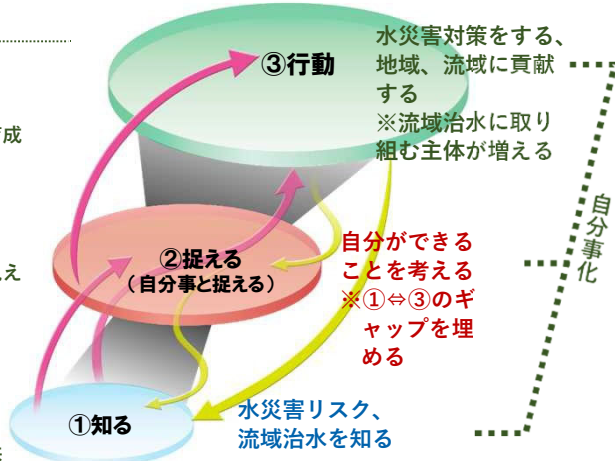 ③行動
水災害対策をする、
地域、流域に貢献
する
※流域治水に取り
組む主体が増える
成
②捉える
（自分事と捉える）
自分ができる
ことを考える
※①⇔③のギ
ャップを埋
める
自分事化
え
①知る
水災害リスク、
流域治水を知る